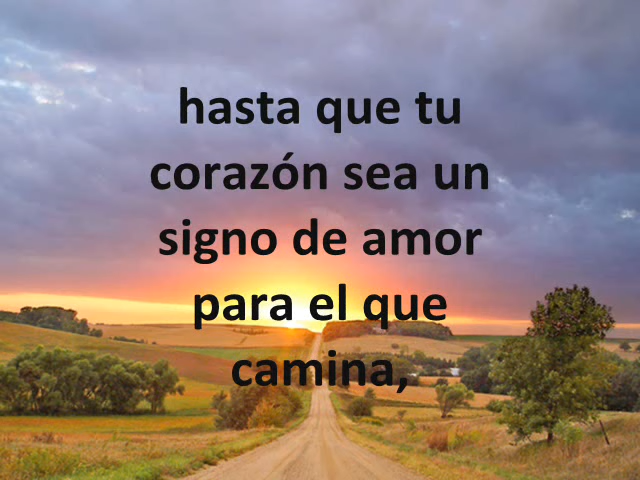 hasta que tu
corazón sea un
signo de amor
para el que
camina,